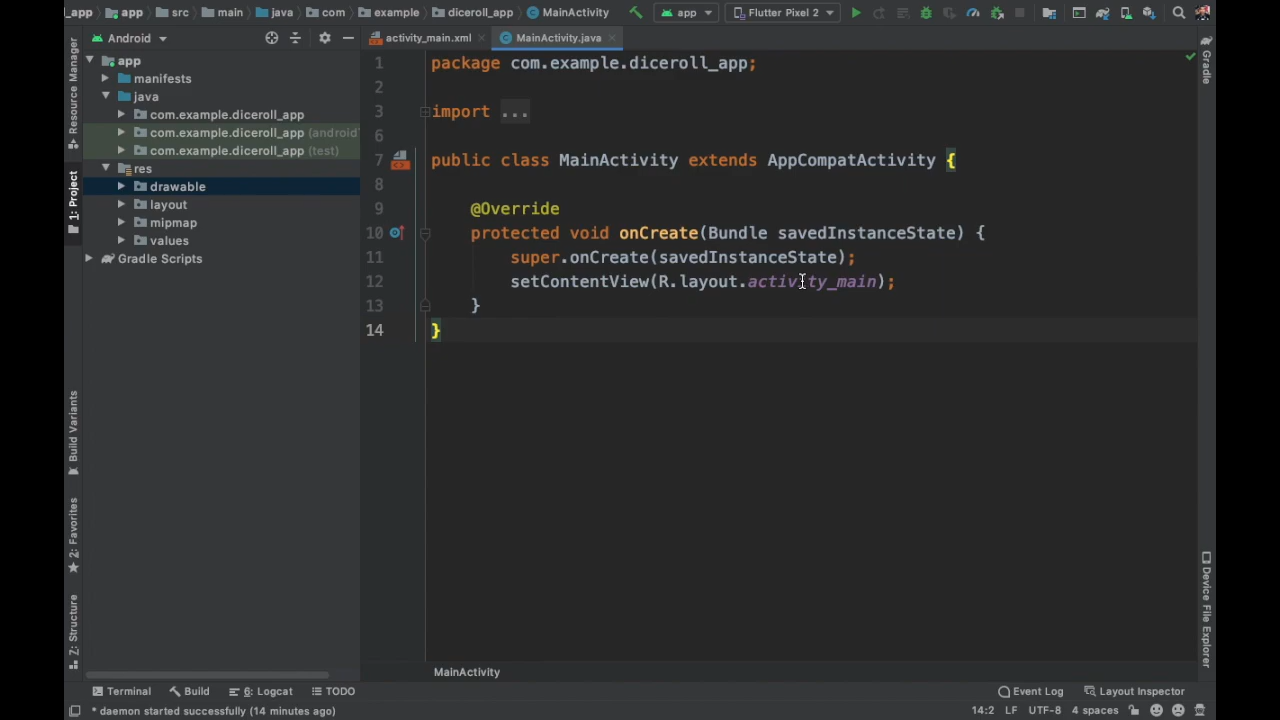 _app app src main java com example diceroll_app MainActivity app Flutter Pixel 2
Android activity_main.xml MainActivity.java
Resource Manager
1: Project
Build Variants
2: Favorites
Z: Structure
app
manifests
java
com.example.diceroll_app
com.example.diceroll_app (android
com.example.diceroll_app (test)
res
drawable
layout
mipmap
values
Gradle Scripts
1 package com.example.diceroll_app;
2
3 import ...
6
7 public class MainActivity extends AppCompatActivity {
8
9 @Override
10 protected void onCreate(Bundle savedInstanceState) {
11 super.onCreate(savedInstanceState);
12 setContentView(R.layout.activity_main);
13 }
14 }
Gradle
Device File Explorer
MainActivity
Terminal Build 6: Logcat TODO Event Log Layout Inspector
* daemon started successfully (14 minutes ago) 14:2 LF UTF-8 4 spaces